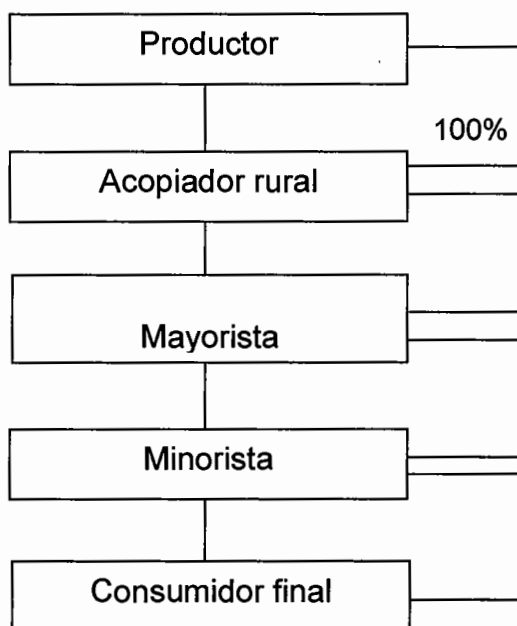 Productor
100%
Acopiador rural
Mayorista
Minorista
Consumidor final